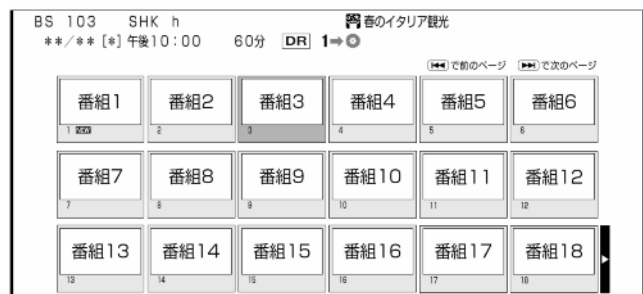 BS 103 SHK h 春のイタリア観光
**/** [*] 午後10:00 60分 DR 1⇒
で前のページ で次のページ
番組1 番組2 番組3 番組4 番組5 番組6
1 NEW 2 3 4 5 6
番組7 番組8 番組9 番組10 番組11 番組12
7 8 9 10 11 12
番組13 番組14 番組15 番組16 番組17 番組18
13 14 15 16 17 18